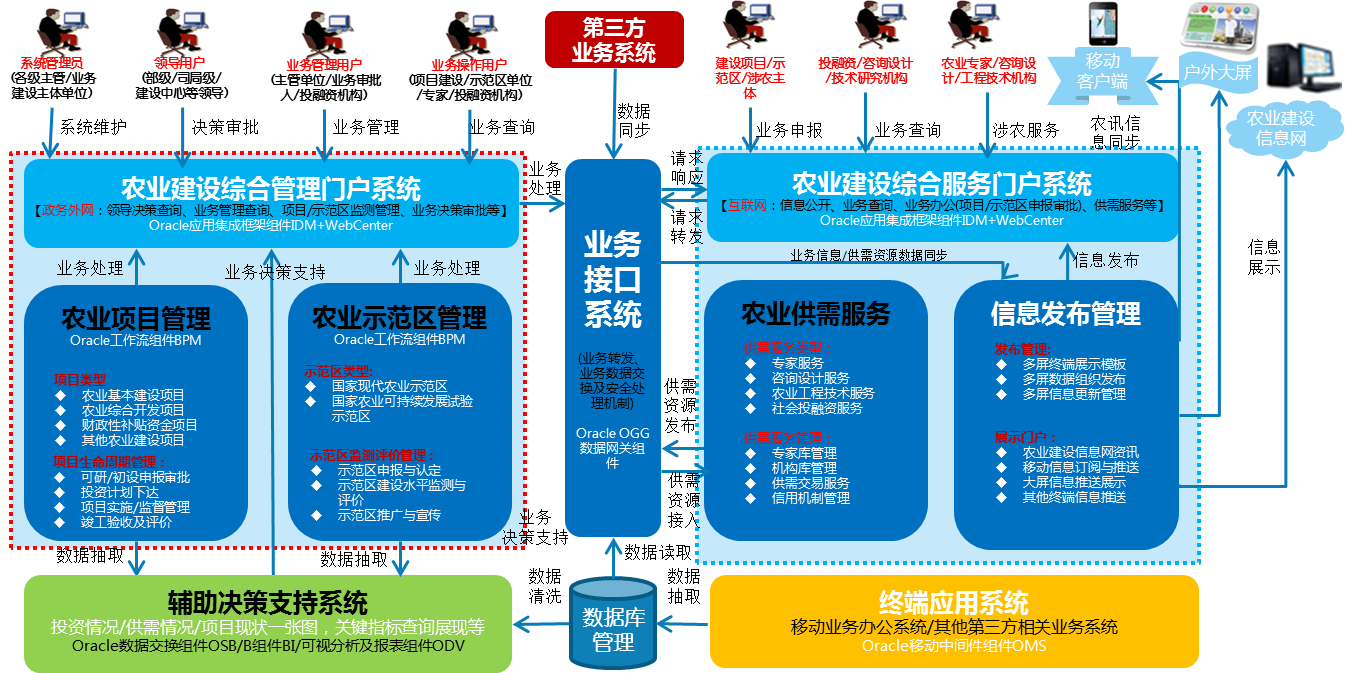 系统管理员
(各级主管/业务
建设主体单位)
领导用户
(部级/司局级/
建设中心等领导)
业务管理用户
(主管单位/业务审批
人/投融资机构)
业务操作用户
(项目建设/示范区单位
/专家/投融资机构)
第三方
业务系统
建设项目/示
范区/涉农主
体
投融资/咨询设计
/技术研究机构
农业专家/咨询设
计/工程技术机构
移动
客户端
户外大屏
农业建设
信息网
系统维护
决策审批
业务管理
业务查询
数据
同步
业务申报
业务查询
涉农服务
农讯信
息同步
农业建设综合管理门户系统
【政务外网：领导决策查询、业务管理查询、项目/示范区监测管理、业务决策审批等】
Oracle应用集成框架组件IDM+WebCenter
业务
处理
请求
响应
请求
转发
农业建设综合服务门户系统
【互联网：信息公开、业务查询、业务办公(项目/示范区申报审批)、供需服务等】
Oracle应用集成框架组件IDM+WebCenter
业务处理
业务决策支持
业务处理
业务信息/供需资源数据同步
信息发布
信息
展示
农业项目管理
Oracle工作流组件BPM
项目类型
◆ 农业基本建设项目
◆ 农业综合开发项目
◆ 财政性补贴资金项目
◆ 其他农业建设项目
项目生命周期管理：
◆ 可研/初设申报审批
◆ 投资计划下达
◆ 项目实施/监督管理
◆ 竣工验收及评价
农业示范区管理
Oracle工作流组件BPM
示范区类型:
◆ 国家现代农业示范区
◆ 国家农业可持续发展试验
示范区
示范区监测评价管理：
◆ 示范区申报与认定
◆ 示范区建设水平监测与
评价
◆ 示范区推广与宣传
业务
接口
系统
(业务转发、
业务数据交
换及安全处
理机制)
Oracle OGG
数据网关组
件
供需
资源
发布
供需
资源
接入
农业供需服务
供需服务类型：
◆ 专家服务
◆ 咨询设计服务
◆ 农业工程技术服务
◆ 社会投融资服务
供需服务管理：
◆ 专家库管理
◆ 机构库管理
◆ 供需交易服务
◆ 信用机制管理
信息发布管理
发布管理:
◆ 多屏终端展示模板
◆ 多屏数据组织发布
◆ 多屏信息更新管理
展示门户：
◆ 农业建设信息网资讯
◆ 移动信息订阅与推送
◆ 大屏信息推送展示
◆ 其他终端信息推送
数据抽取
数据抽取
业务
决策支持
数据读取
数据
清洗
数据
抽取
辅助决策支持系统
投资情况/供需情况/项目现状一张图，关键指标查询展现等
Oracle数据交换组件OSB/B组件BI/可视分析及报表组件ODV
数据库
管理
终端应用系统
移动业务办公系统/其他第三方相关业务系统
Oracle移动中间件组件OMS